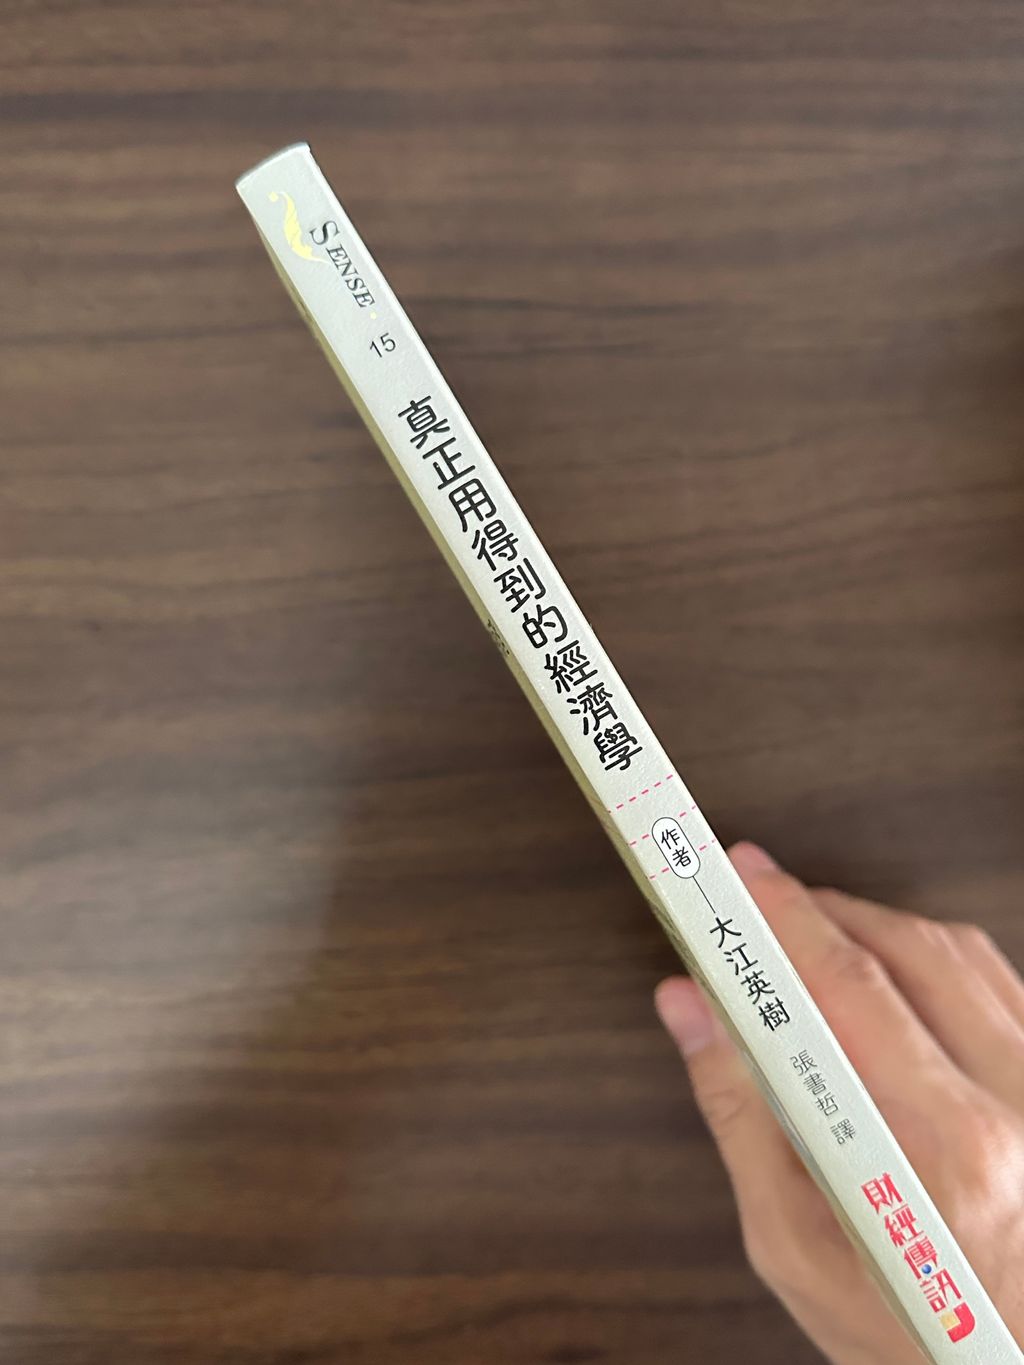 SENSE
15
真正用得到的經濟學
作者
大江英樹
張書哲 譯
財經傳訊